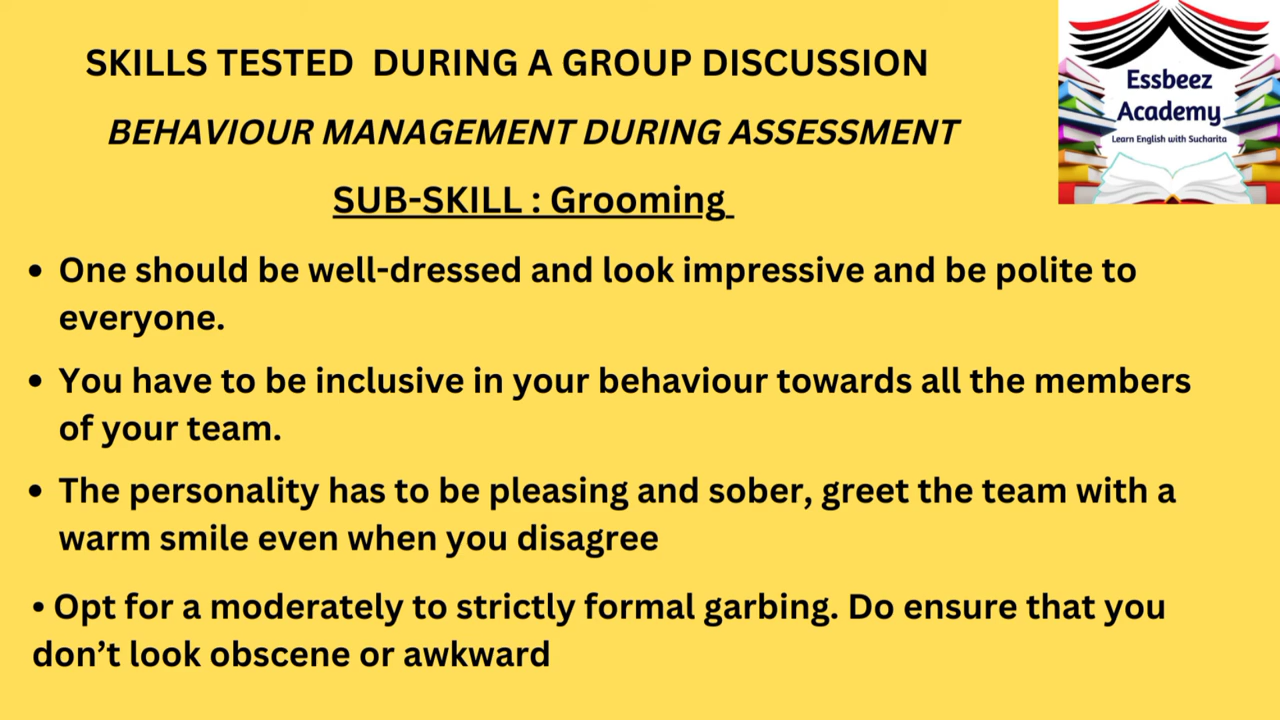 SKILLS TESTED DURING A GROUP DISCUSSION
BEHAVIOUR MANAGEMENT DURING ASSESSMENT
SUB-SKILL : Grooming
Essbeez
Academy
Learn English with Sucharita
• One should be well-dressed and look impressive and be polite to
everyone.
• You have to be inclusive in your behaviour towards all the members
of your team.
• The personality has to be pleasing and sober, greet the team with a
warm smile even when you disagree
• Opt for a moderately to strictly formal garbing. Do ensure that you
don’t look obscene or awkward